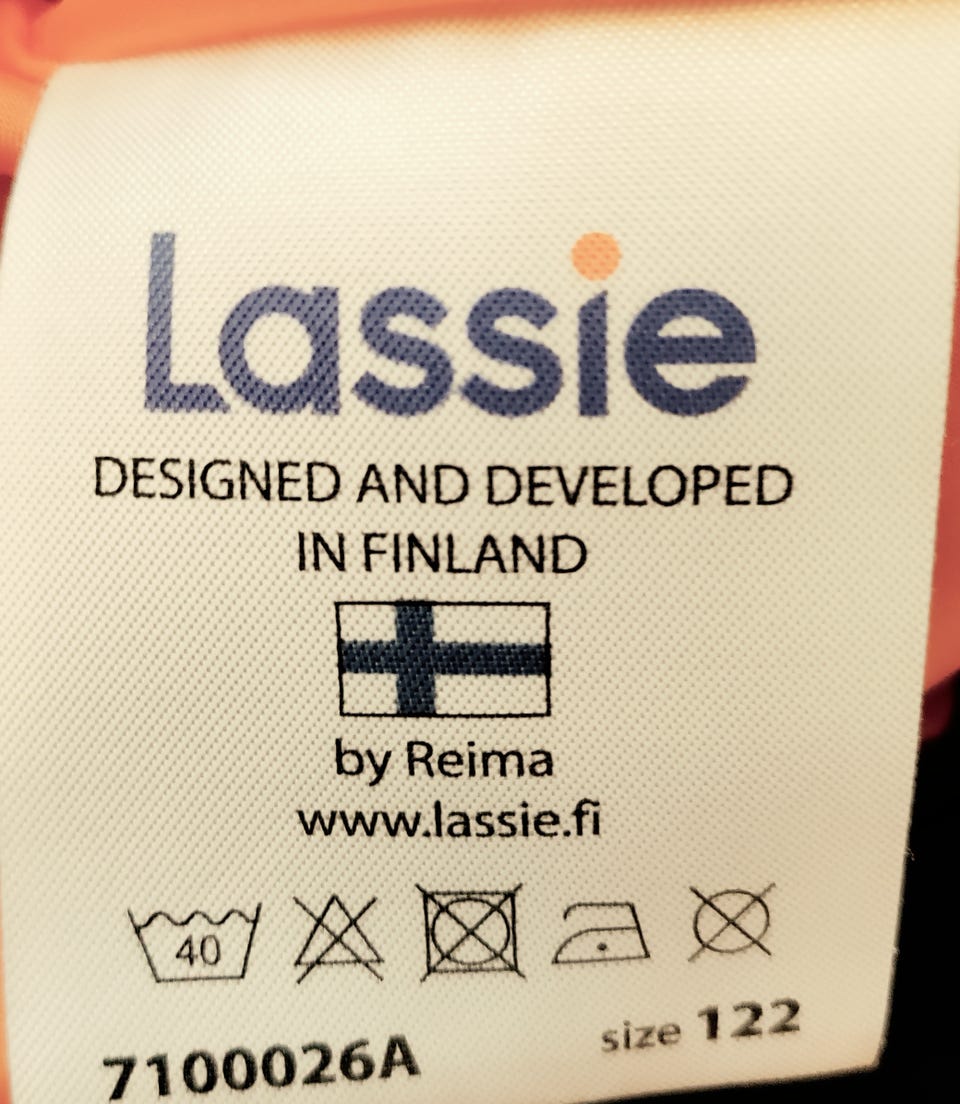 Lassie
DESIGNED AND DEVELOPED
IN FINLAND
by Reima
www.lassie.fi
40
size 122
7100026A